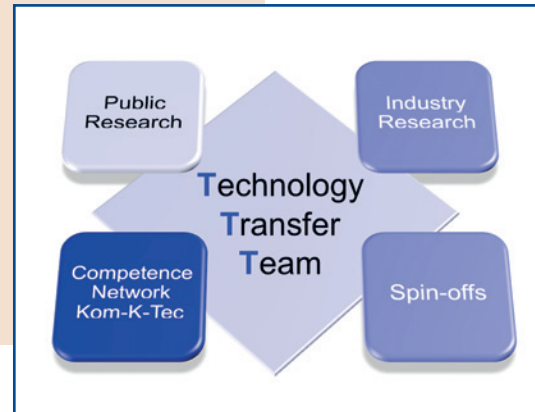 Public
Research
Industry
Research
Technology
Transfer
Team
Competence
Network
Kom-K-Tec
Spin-offs